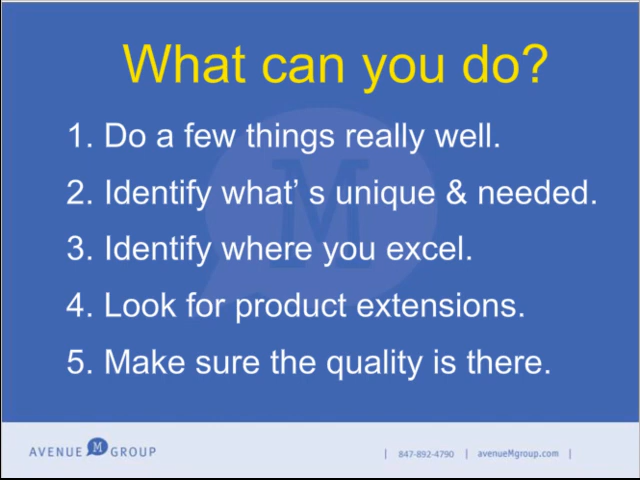 What can you do?
1. Do a few things really well.
2. Identify what’ s unique & needed.
3. Identify where you excel.
4. Look for product extensions.
5. Make sure the quality is there.
M
AVENUE M GROUP
| 847-892-4790 | avenueMgroup.com |